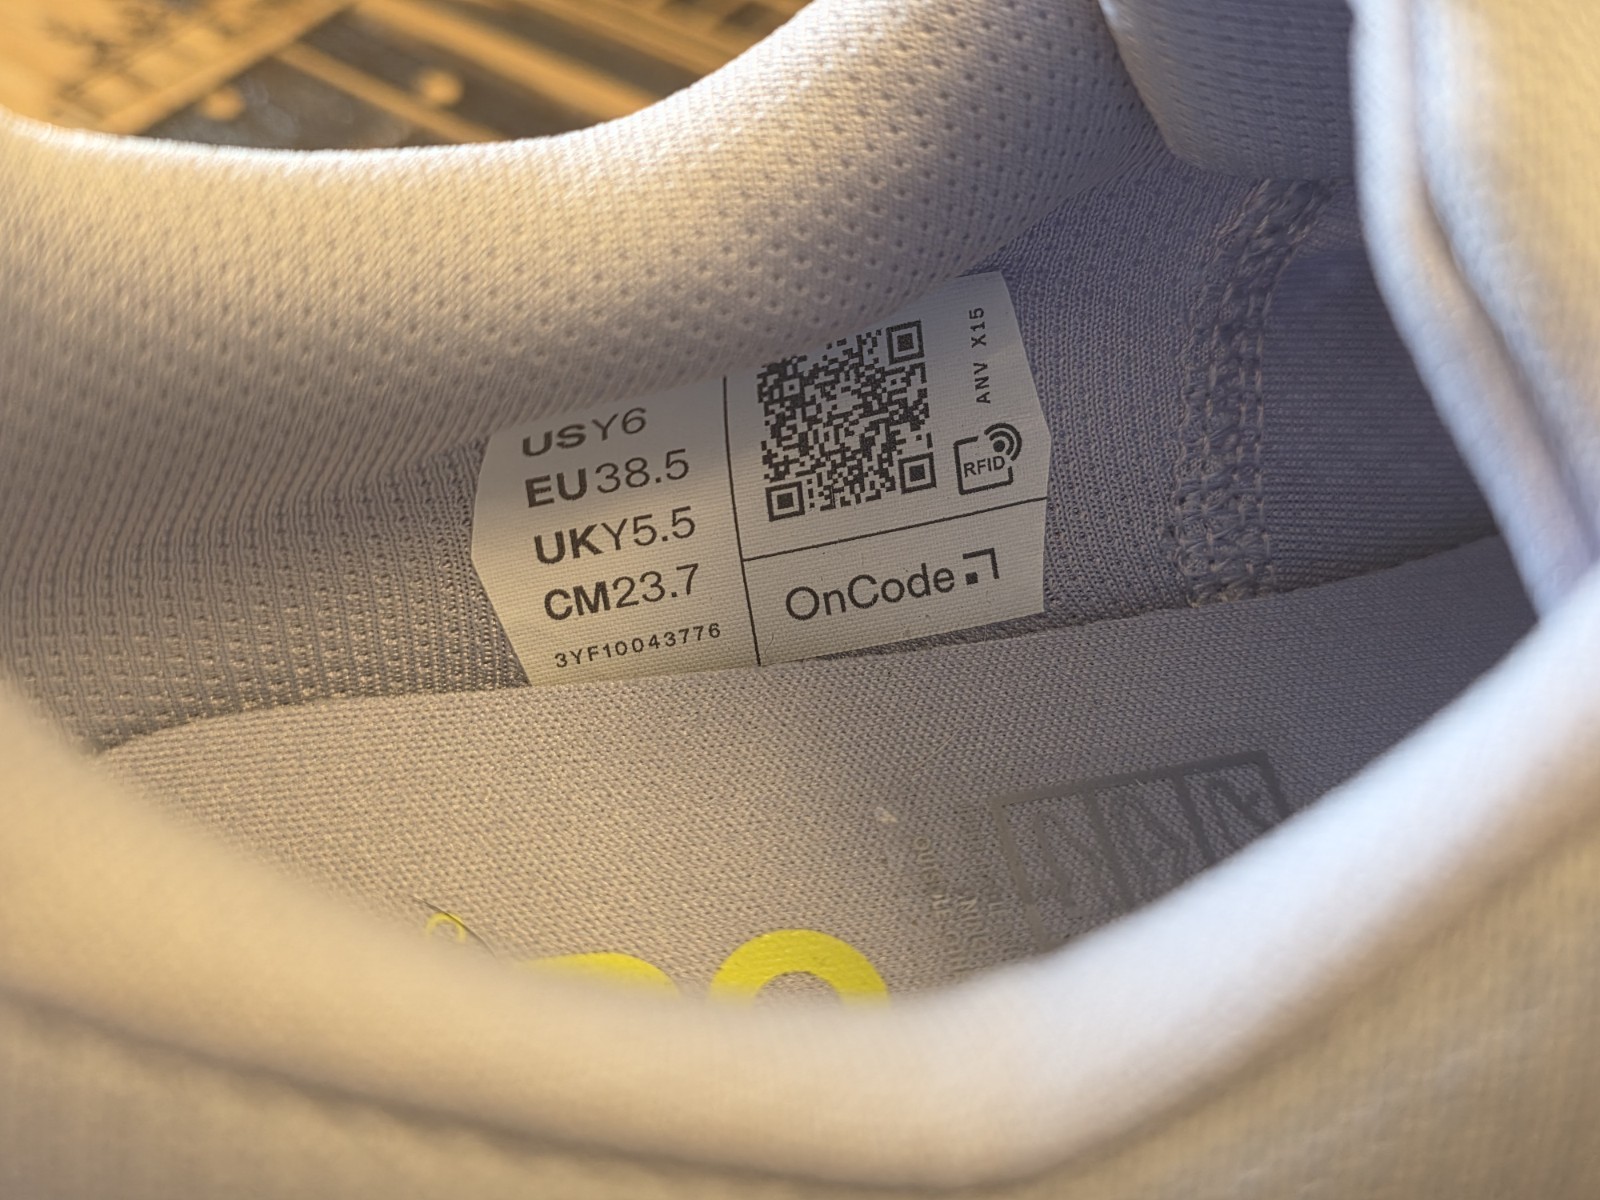 USY6
EU38.5
UKY5.5
CM23.7
3YF10043776
ANV X15
RFID
OnCode